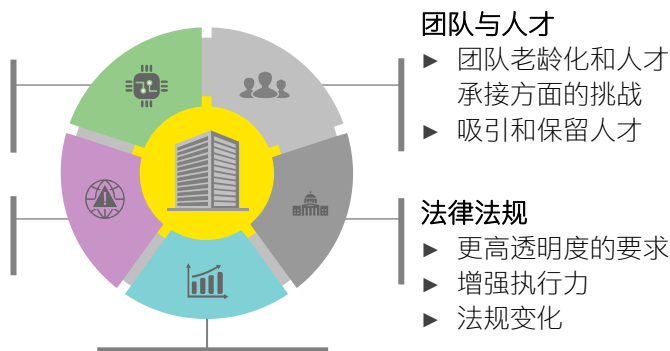 团队与人才
► 团队老龄化和人才
承接方面的挑战
► 吸引和保留人才
法律法规
► 更高透明度的要求
► 增强执行力
► 法规变化